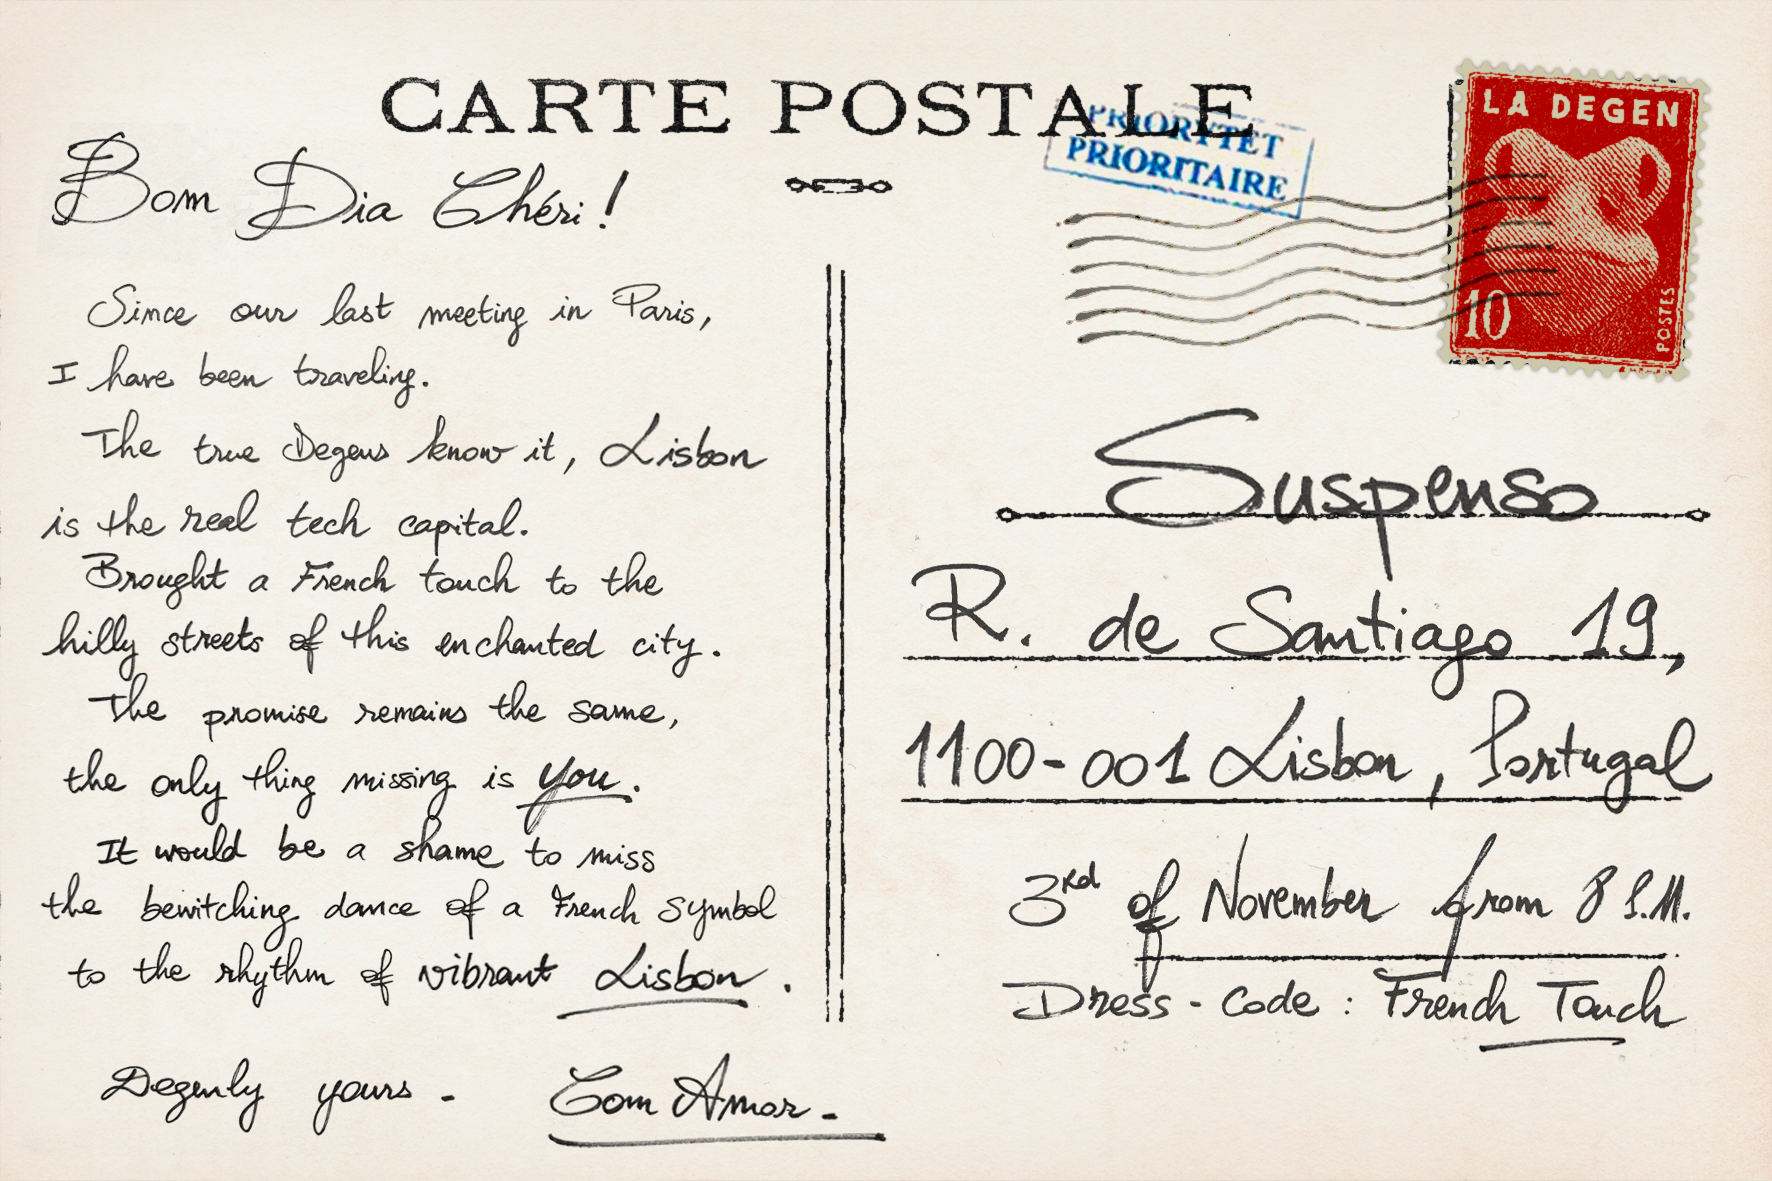 CARTE POSTALE
PRIORYTET
PRIORITAIRE
LA DEGEN
10
POSTES
Bom Dia Chéri !
Since our last meeting in Paris,
I have been traveling.
The true Degens know it, Lisbon
is the real tech capital.
Brought a French touch to the
hilly streets of this enchanted city.
The promise remains the same,
the only thing missing is you.
It would be a shame to miss
the bewitching dance of a French symbol
to the rhythm of vibrant Lisbon.
Degenly yours - Com Amor -
Suspenso
R. de Santiago 19,
1100-001 Lisbon, Portugal
3rd of November from 8 P.M.
Dress-code : French Touch